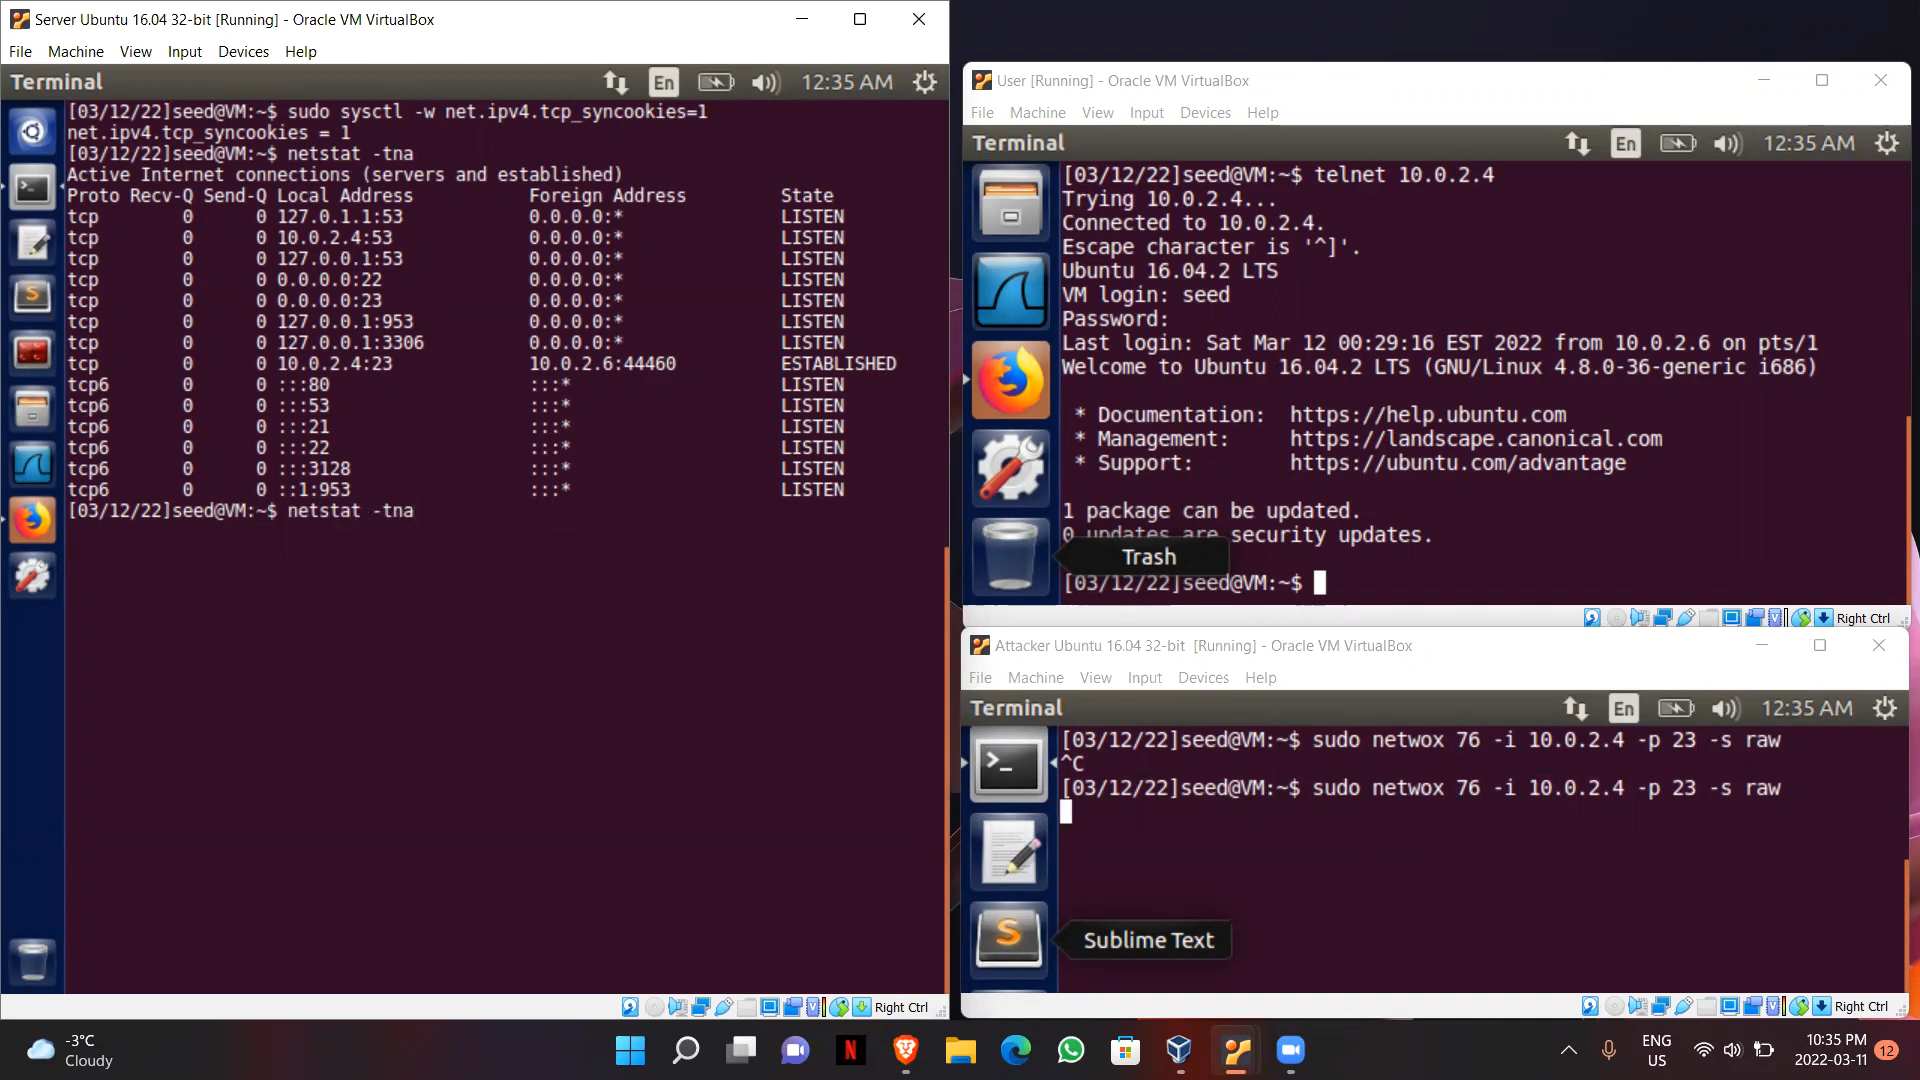 Server Ubuntu 16.04 32-bit [Running] - Oracle VM VirtualBox
File Machine View Input Devices Help
Terminal En 12:35 AM
[03/12/22]seed@VM:~$ sudo sysctl -w net.ipv4.tcp_syncookies=1
net.ipv4.tcp_syncookies = 1
[03/12/22]seed@VM:~$ netstat -tna
Active Internet connections (servers and established)
Proto Recv-Q Send-Q Local Address Foreign Address State
tcp 0 0 127.0.1.1:53 0.0.0.0:* LISTEN
tcp 0 0 10.0.2.4:53 0.0.0.0:* LISTEN
tcp 0 0 127.0.0.1:53 0.0.0.0:* LISTEN
tcp 0 0 0.0.0.0:22 0.0.0.0:* LISTEN
tcp 0 0 0.0.0.0:23 0.0.0.0:* LISTEN
tcp 0 0 127.0.0.1:953 0.0.0.0:* LISTEN
tcp 0 0 127.0.0.1:3306 0.0.0.0:* LISTEN
tcp 0 0 10.0.2.4:23 10.0.2.6:44460 ESTABLISHED
tcp6 0 0 :::80 :::* LISTEN
tcp6 0 0 :::53 :::* LISTEN
tcp6 0 0 :::21 :::* LISTEN
tcp6 0 0 :::22 :::* LISTEN
tcp6 0 0 :::3128 :::* LISTEN
tcp6 0 0 ::1:953 :::* LISTEN
[03/12/22]seed@VM:~$ netstat -tna
Right Ctrl
User [Running] - Oracle VM VirtualBox
File Machine View Input Devices Help
Terminal En 12:35 AM
[03/12/22]seed@VM:~$ telnet 10.0.2.4
Trying 10.0.2.4...
Connected to 10.0.2.4.
Escape character is '^]'.
Ubuntu 16.04.2 LTS
VM login: seed
Password:
Last login: Sat Mar 12 00:29:16 EST 2022 from 10.0.2.6 on pts/1
Welcome to Ubuntu 16.04.2 LTS (GNU/Linux 4.8.0-36-generic i686)
* Documentation: https://help.ubuntu.com
* Management: https://landscape.canonical.com
* Support: https://ubuntu.com/advantage
1 package can be updated.
0 updates are security updates.
Trash
[03/12/22]seed@VM:~$
Right Ctrl
Attacker Ubuntu 16.04 32-bit [Running] - Oracle VM VirtualBox
File Machine View Input Devices Help
Terminal En 12:35 AM
[03/12/22]seed@VM:~$ sudo netwox 76 -i 10.0.2.4 -p 23 -s raw
^C
[03/12/22]seed@VM:~$ sudo netwox 76 -i 10.0.2.4 -p 23 -s raw
Sublime Text
Right Ctrl
-3°C
Cloudy
ENG
US
10:35 PM
2022-03-11
12